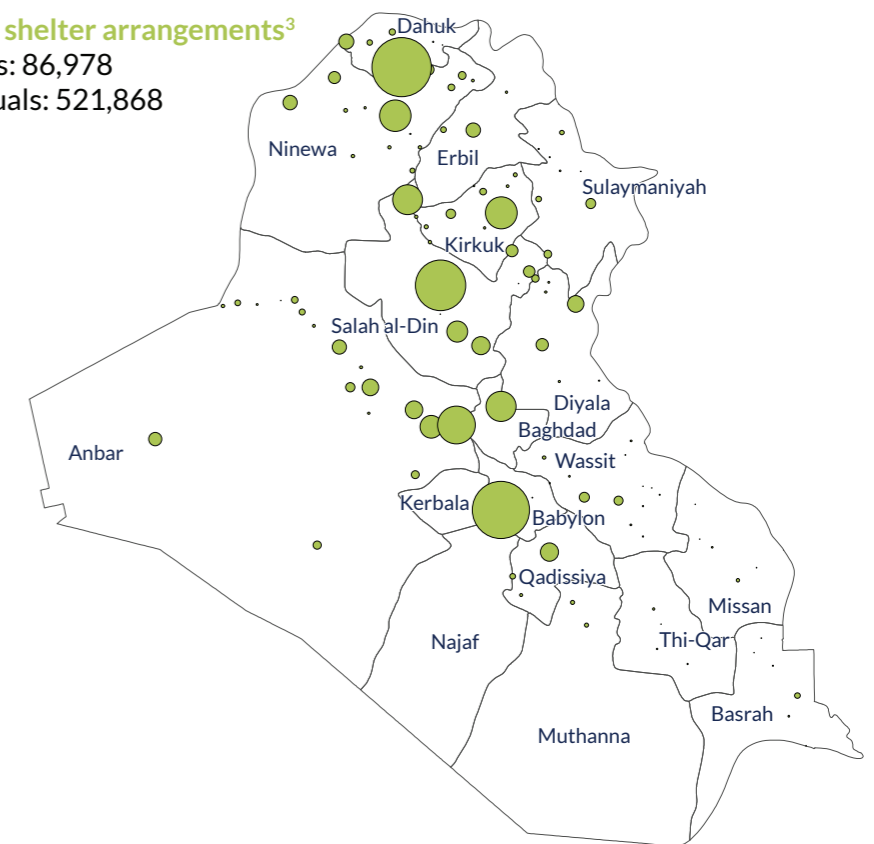 shelter arrangements³
s: 86,978
uals: 521,868
Dahuk
Ninewa
Erbil
Sulaymaniyah
Kirkuk
Salah al-Din
Diyala
Baghdad
Anbar
Wassit
Kerbala
Babylon
Qadissiya
Missan
Najaf
Thi-Qar
Basrah
Muthanna